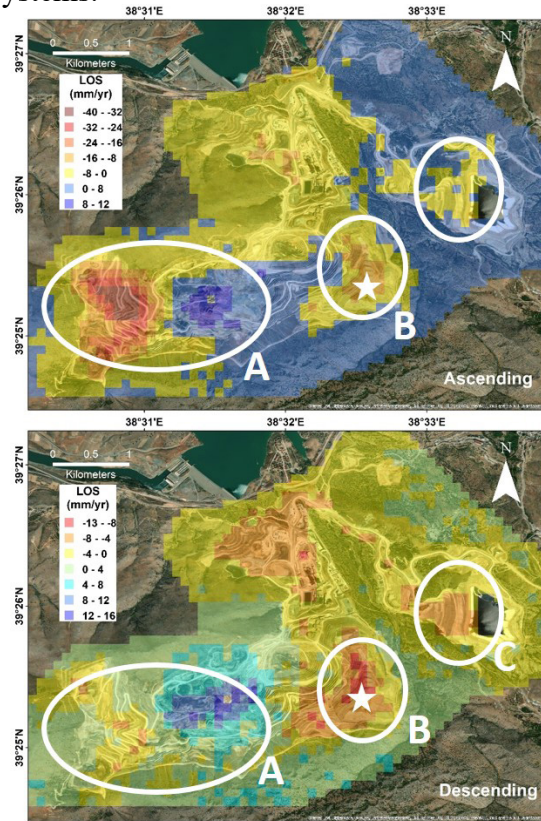 ystems.
38°31'E 38°32'E 38°33'E
0 0.5 1
Kilometers
N
39°27'N
LOS
(mm/yr)
-40 - -32
-32 - -24
-24 - -16
-16 - -8
-8 - 0
0 - 8
8 - 12
39°26'N
39°25'N
B
A
Ascending
38°31'E 38°32'E 38°33'E
0 0.5 1
Kilometers
N
39°27'N
LOS
(mm/yr)
-13 - -8
-8 - -4
-4 - 0
0 - 4
4 - 8
8 - 12
12 - 16
39°26'N
39°25'N
C
B
A
Descending